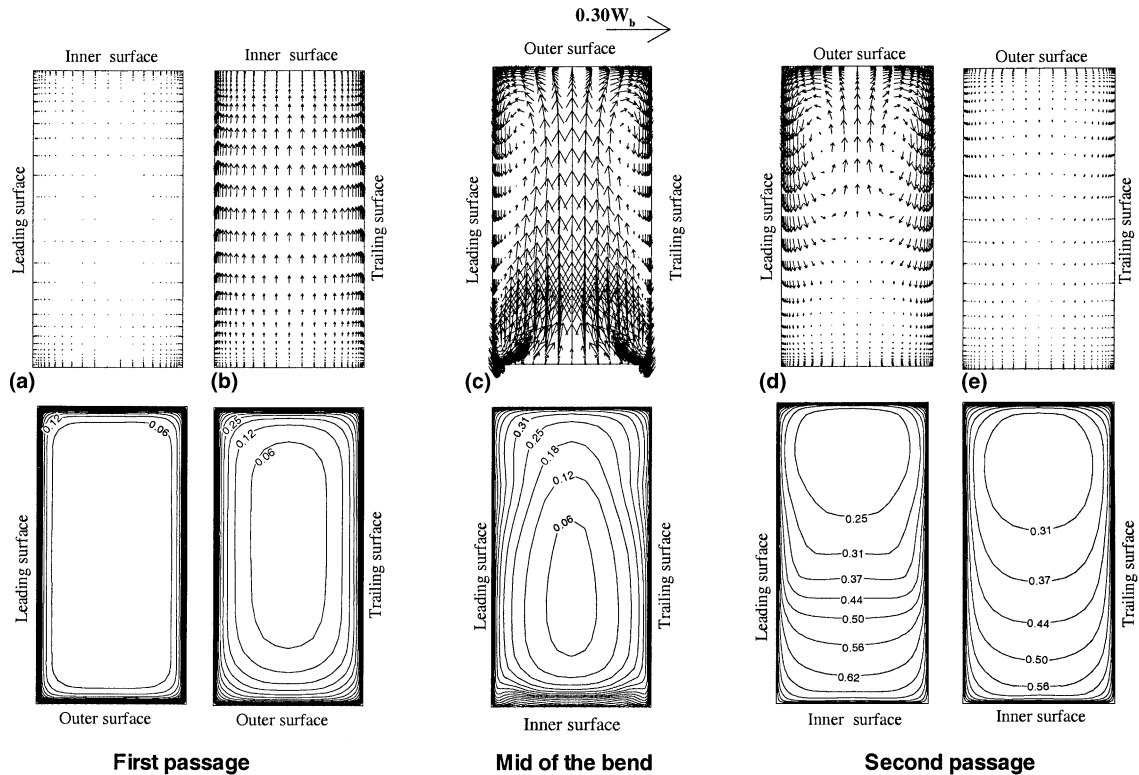 0.30W_b
Inner surface
Inner surface
Outer surface
Outer surface
Outer surface
Leading surface
Trailing surface
Leading surface
Trailing surface
Leading surface
Trailing surface
(a)
(b)
(c)
(d)
(e)
0.12
0.06
0.25
0.12
0.06
0.31
0.25
0.18
0.12
0.06
0.25
0.31
0.37
0.44
0.50
0.56
0.62
0.31
0.37
0.44
0.50
0.56
Leading surface
Trailing surface
Leading surface
Trailing surface
Leading surface
Trailing surface
Outer surface
Outer surface
Inner surface
Inner surface
Inner surface
First passage
Mid of the bend
Second passage